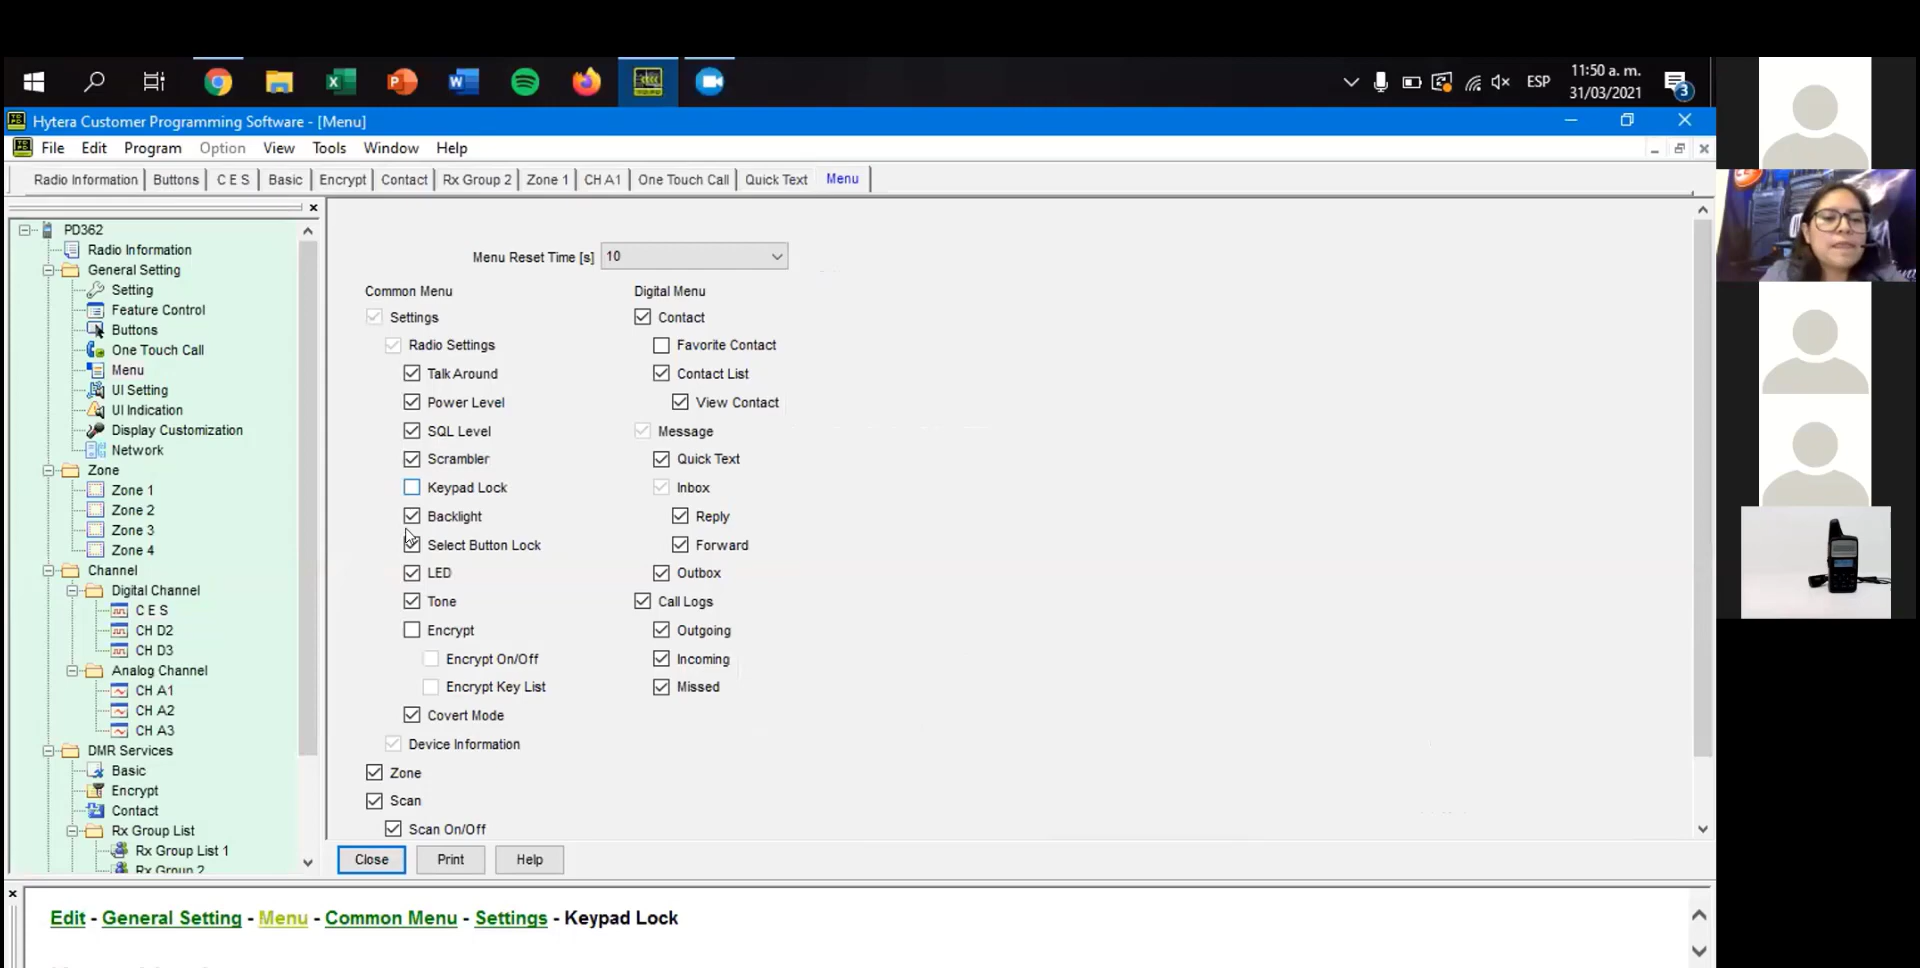 11:50 a. m.
ESP
31/03/2021
3
Hytera Customer Programming Software - [Menu]
File Edit Program Option View Tools Window Help
Radio Information Buttons C E S Basic Encrypt Contact Rx Group 2 Zone 1 CH A1 One Touch Call Quick Text Menu
PD362
Radio Information
General Setting
Setting
Feature Control
Buttons
One Touch Call
Menu
UI Setting
UI Indication
Display Customization
Network
Zone
Zone 1
Zone 2
Zone 3
Zone 4
Channel
Digital Channel
C E S
CH D2
CH D3
Analog Channel
CH A1
CH A2
CH A3
DMR Services
Basic
Encrypt
Contact
Rx Group List
Rx Group List 1
Rx Group 2
Menu Reset Time [s] 10
Common Menu
Settings
Radio Settings
Talk Around
Power Level
SQL Level
Scrambler
Keypad Lock
Backlight
Select Button Lock
LED
Tone
Encrypt
Encrypt On/Off
Encrypt Key List
Covert Mode
Device Information
Zone
Scan
Scan On/Off
Digital Menu
Contact
Favorite Contact
Contact List
View Contact
Message
Quick Text
Inbox
Reply
Forward
Outbox
Call Logs
Outgoing
Incoming
Missed
Close Print Help
Edit - General Setting - Menu - Common Menu - Settings - Keypad Lock